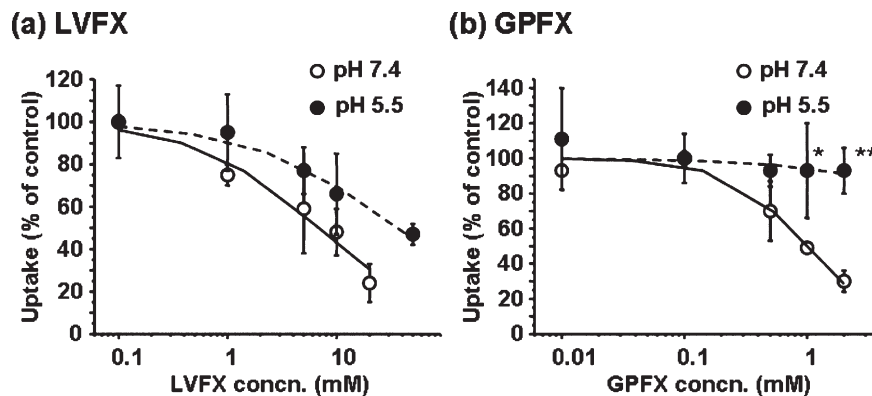 (a) LVFX
Uptake (% of control)
120
100
80
60
40
20
0
0.1
1
10
LVFX concn. (mM)
pH 7.4
pH 5.5
(b) GPFX
Uptake (% of control)
140
120
100
80
60
40
20
0
0.01
0.1
1
GPFX concn. (mM)
pH 7.4
pH 5.5
*
**